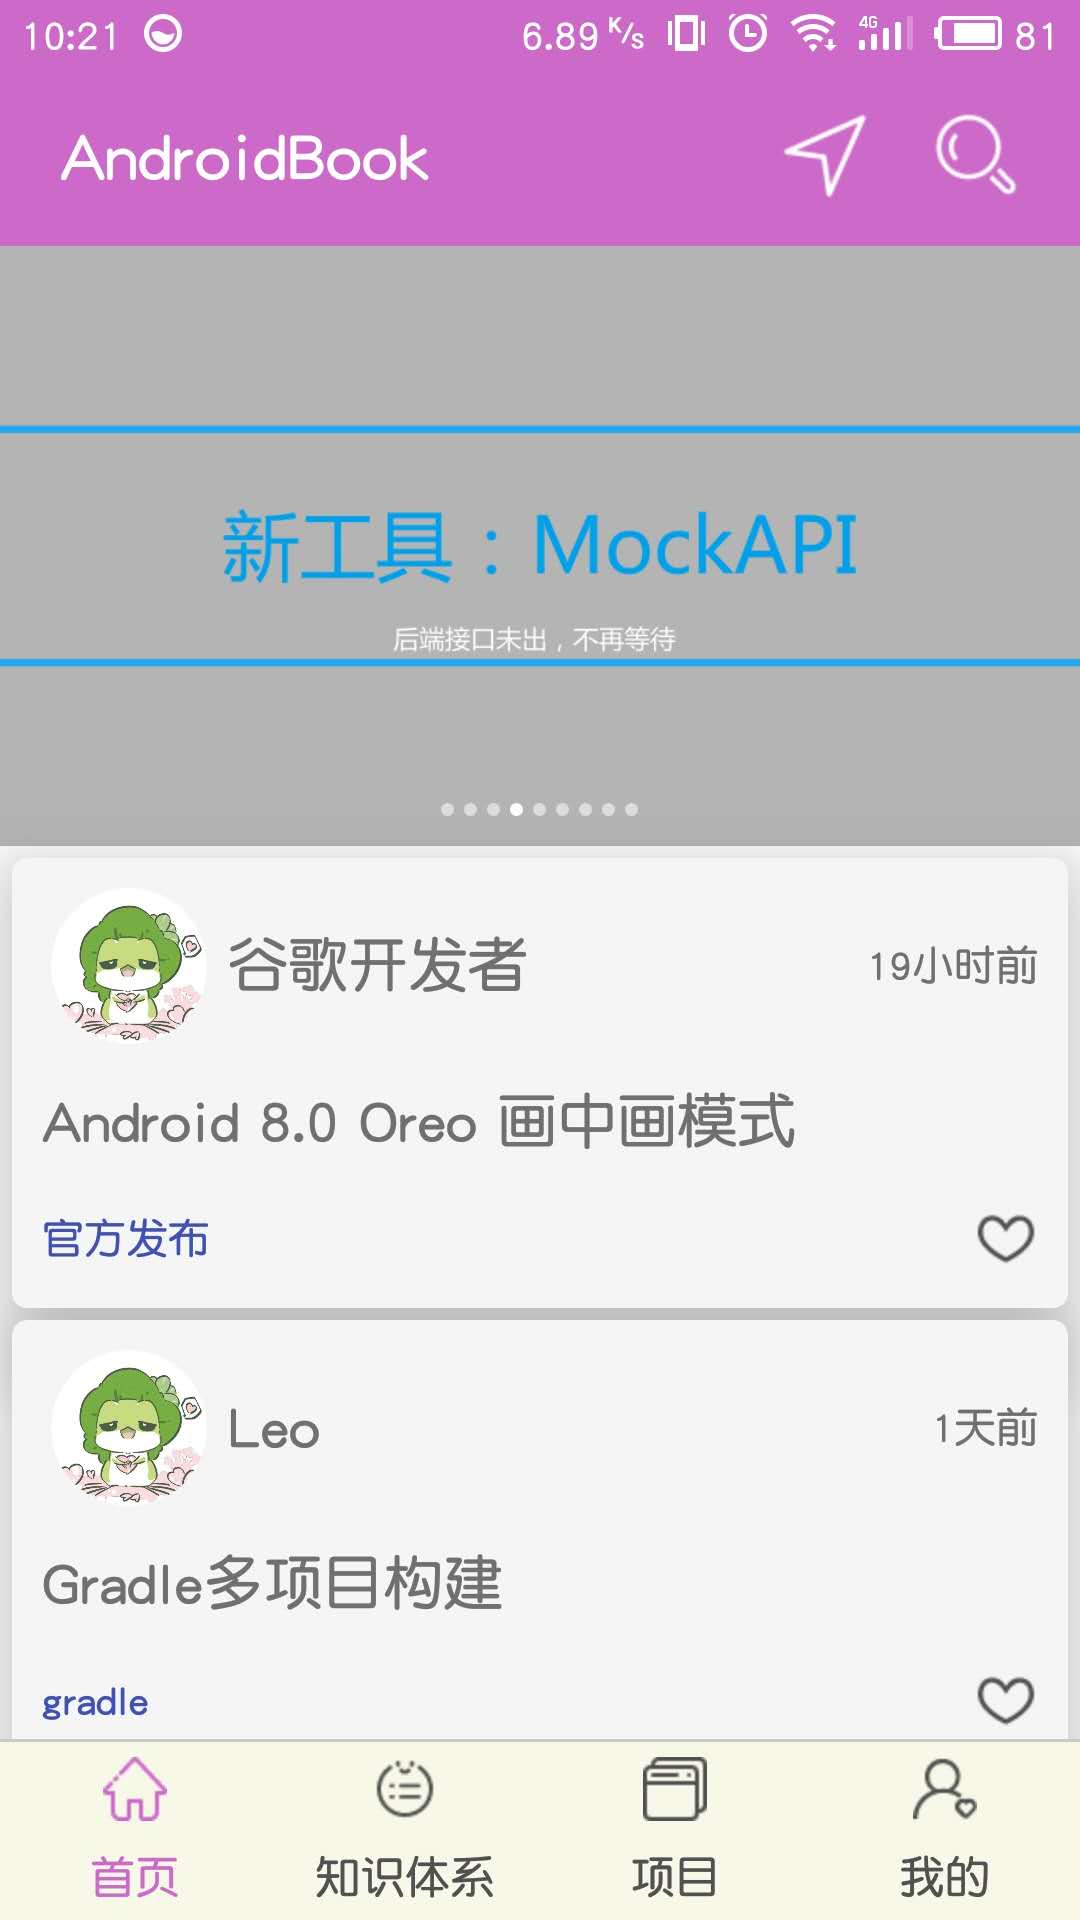 10:21 6.89 K/s 4G 81
AndroidBook
新工具：MockAPI
后端接口未出，不再等待
谷歌开发者 19小时前
Android 8.0 Oreo 画中画模式
官方发布
Leo 1天前
Gradle多项目构建
gradle
首页 知识体系 项目 我的